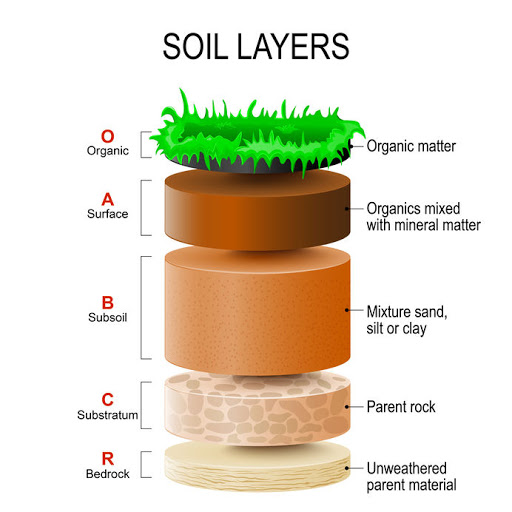 SOIL LAYERS
O
Organic
Organic matter
A
Surface
Organics mixed
with mineral matter
B
Subsoil
Mixture sand,
silt or clay
C
Substratum
Parent rock
R
Bedrock
Unweathered
parent material